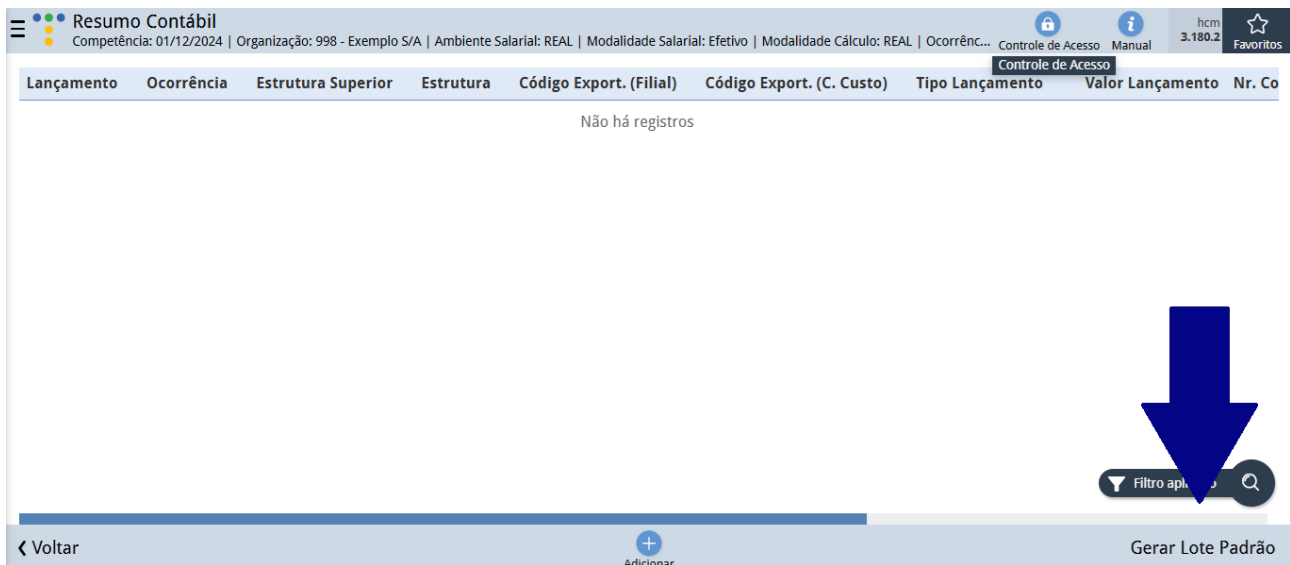 Resumo Contábil
Competência: 01/12/2024 | Organização: 998 - Exemplo S/A | Ambiente Salarial: REAL | Modalidade Salarial: Efetivo | Modalidade Cálculo: REAL | Ocorrênc...
Controle de Acesso
Manual
hcm
3.180.2
Favoritos
Controle de Acesso
Lançamento Ocorrência Estrutura Superior Estrutura Código Export. (Filial) Código Export. (C. Custo) Tipo Lançamento Valor Lançamento Nr. Co
Não há registros
Filtro
Voltar
Adicionar
Gerar Lote Padrão